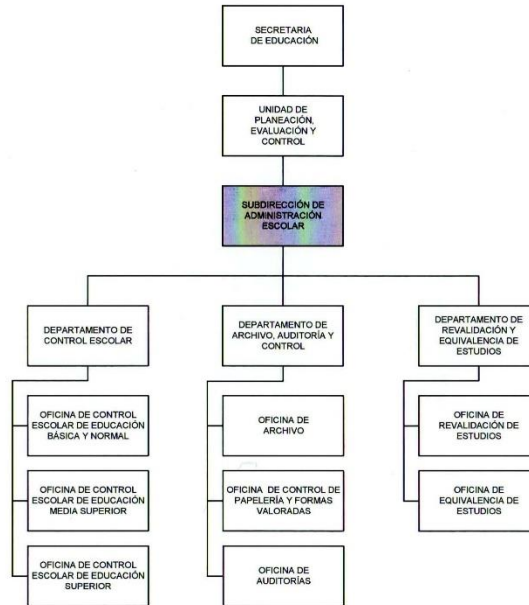 SECRETARIA
DE EDUCACIÓN
UNIDAD DE
PLANEACIÓN,
EVALUACIÓN Y
CONTROL
SUBDIRECCIÓN DE
ADMINISTRACIÓN
ESCOLAR
DEPARTAMENTO DE
CONTROL ESCOLAR
DEPARTAMENTO DE
ARCHIVO, AUDITORÍA Y
CONTROL
DEPARTAMENTO DE
REVALIDACIÓN Y
EQUIVALENCIA DE
ESTUDIOS
OFICINA DE CONTROL
ESCOLAR DE EDUCACIÓN
BÁSICA Y NORMAL
OFICINA DE
ARCHIVO
OFICINA DE
REVALIDACIÓN DE
ESTUDIOS
OFICINA DE CONTROL
ESCOLAR DE EDUCACIÓN
MEDIA SUPERIOR
OFICINA DE CONTROL DE
PAPELERÍA Y FORMAS
VALORADAS
OFICINA DE
EQUIVALENCIA DE
ESTUDIOS
OFICINA DE CONTROL
ESCOLAR DE EDUCACIÓN
SUPERIOR
OFICINA DE
AUDITORÍAS